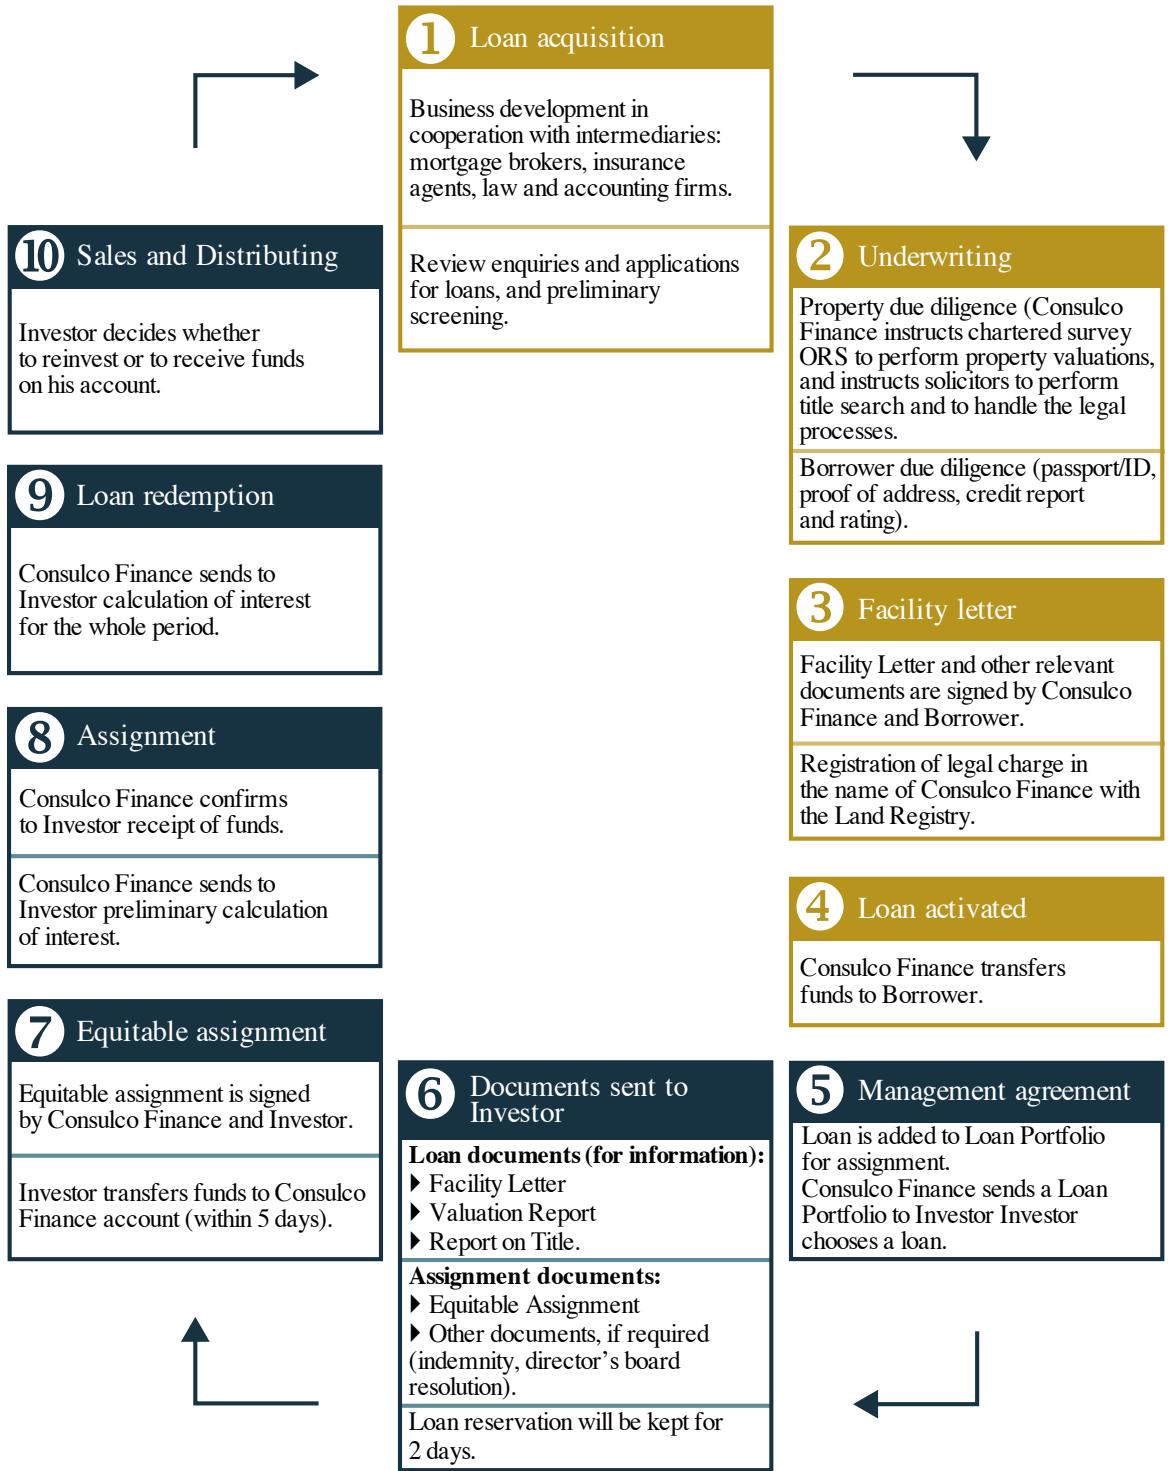 1 Loan acquisition
Business development in
cooperation with intermediaries:
mortgage brokers, insurance
agents, law and accounting firms.
Review enquiries and applications
for loans, and preliminary
screening.
2 Underwriting
Property due diligence (Consulco
Finance instructs chartered survey
ORS to perform property valuations,
and instructs solicitors to perform
title search and to handle the legal
processes.
Borrower due diligence (passport/ID,
proof of address, credit report
and rating).
3 Facility letter
Facility Letter and other relevant
documents are signed by Consulco
Finance and Borrower.
Registration of legal charge in
the name of Consulco Finance with
the Land Registry.
4 Loan activated
Consulco Finance transfers
funds to Borrower.
5 Management agreement
Loan is added to Loan Portfolio
for assignment.
Consulco Finance sends a Loan
Portfolio to Investor Investor
chooses a loan.
6 Documents sent to
Investor
Loan documents (for information):
Facility Letter
Valuation Report
Report on Title.
Assignment documents:
Equitable Assignment
Other documents, if required
(indemnity, director’s board
resolution).
Loan reservation will be kept for
2 days.
7 Equitable assignment
Equitable assignment is signed
by Consulco Finance and Investor.
Investor transfers funds to Consulco
Finance account (within 5 days).
8 Assignment
Consulco Finance confirms
to Investor receipt of funds.
Consulco Finance sends to
Investor preliminary calculation
of interest.
9 Loan redemption
Consulco Finance sends to
Investor calculation of interest
for the whole period.
10 Sales and Distributing
Investor decides whether
to reinvest or to receive funds
on his account.